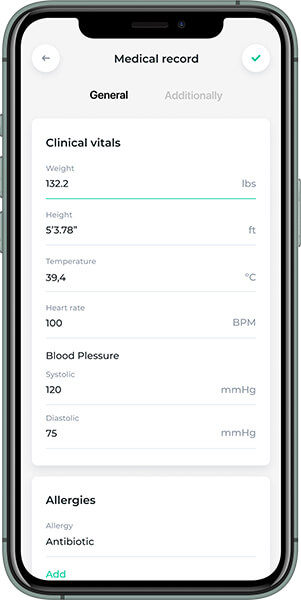 Medical record
General Additionally
Clinical vitals
Weight
132.2 lbs
Height
5’3.78” ft
Temperature
39,4 °C
Heart rate
100 BPM
Blood Plessure
Systolic
120 mmHg
Diastolic
75 mmHg
Allergies
Allergy
Antibiotic
Add